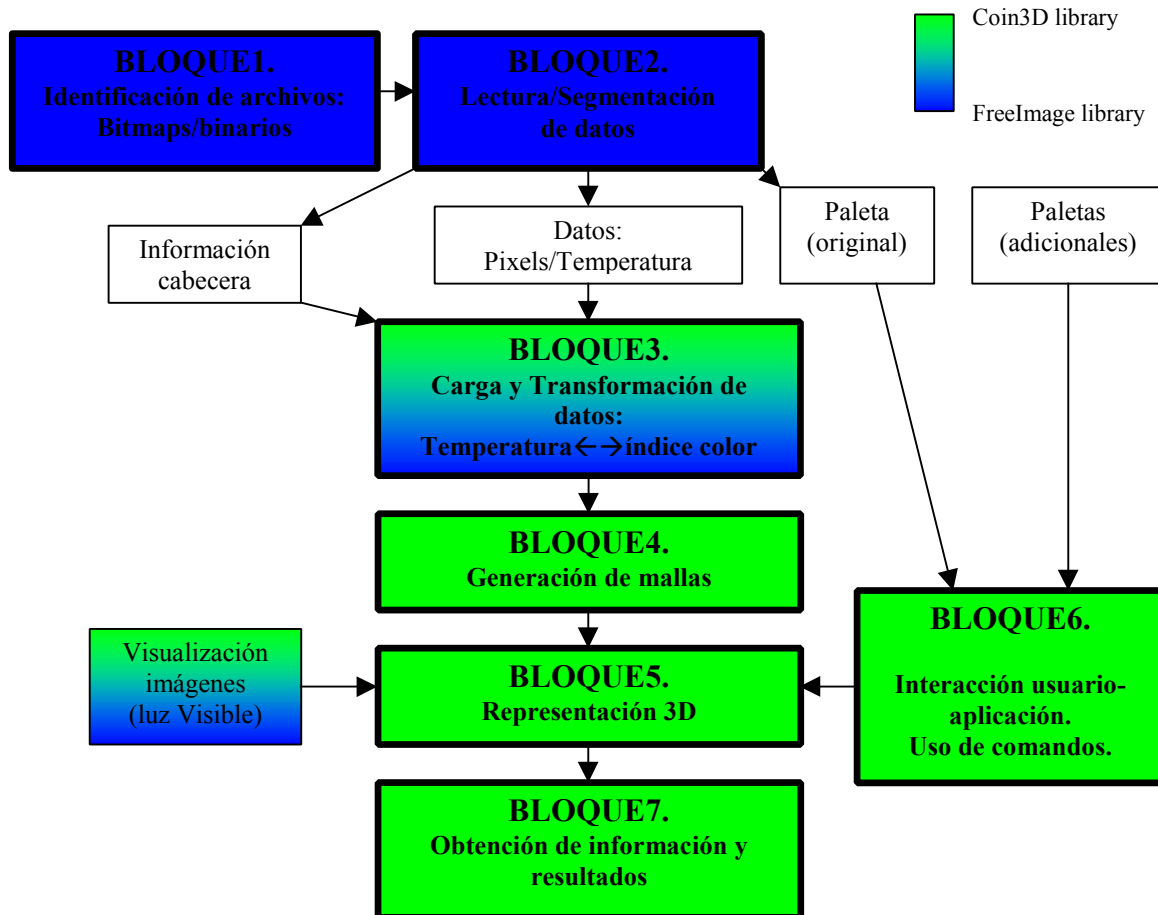 Coin3D library
FreeImage library
BLOQUE1.
Identificación de archivos:
Bitmaps/binarios
BLOQUE2.
Lectura/Segmentación
de datos
Información
cabecera
Datos:
Pixels/Temperatura
Paleta
(original)
Paletas
(adicionales)
BLOQUE3.
Carga y Transformación de
datos:
Temperatura←→índice color
BLOQUE4.
Generación de mallas
Visualización
imágenes
(luz Visible)
BLOQUE5.
Representación 3D
BLOQUE6.
Interacción usuario-
aplicación.
Uso de comandos.
BLOQUE7.
Obtención de información y
resultados